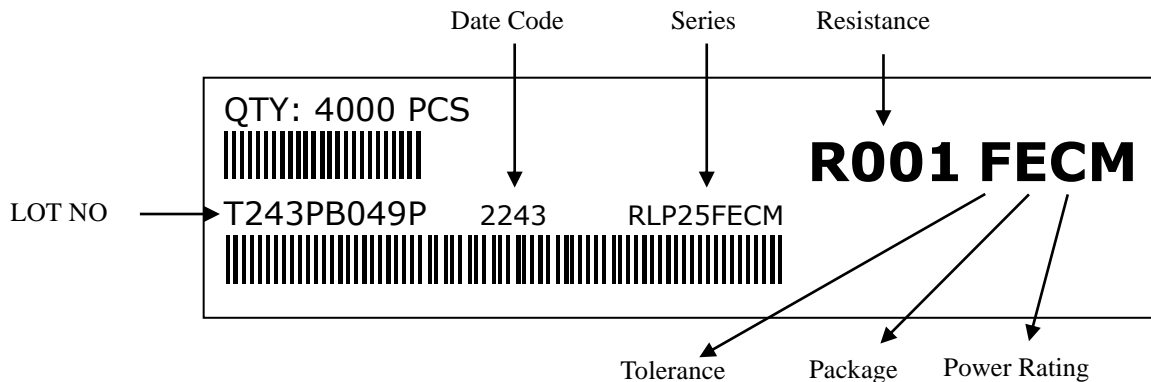 Date Code Series Resistance
QTY: 4000 PCS
R001 FECM
LOT NO T243PB049P 2243 RLP25FECM
Tolerance Package Power Rating